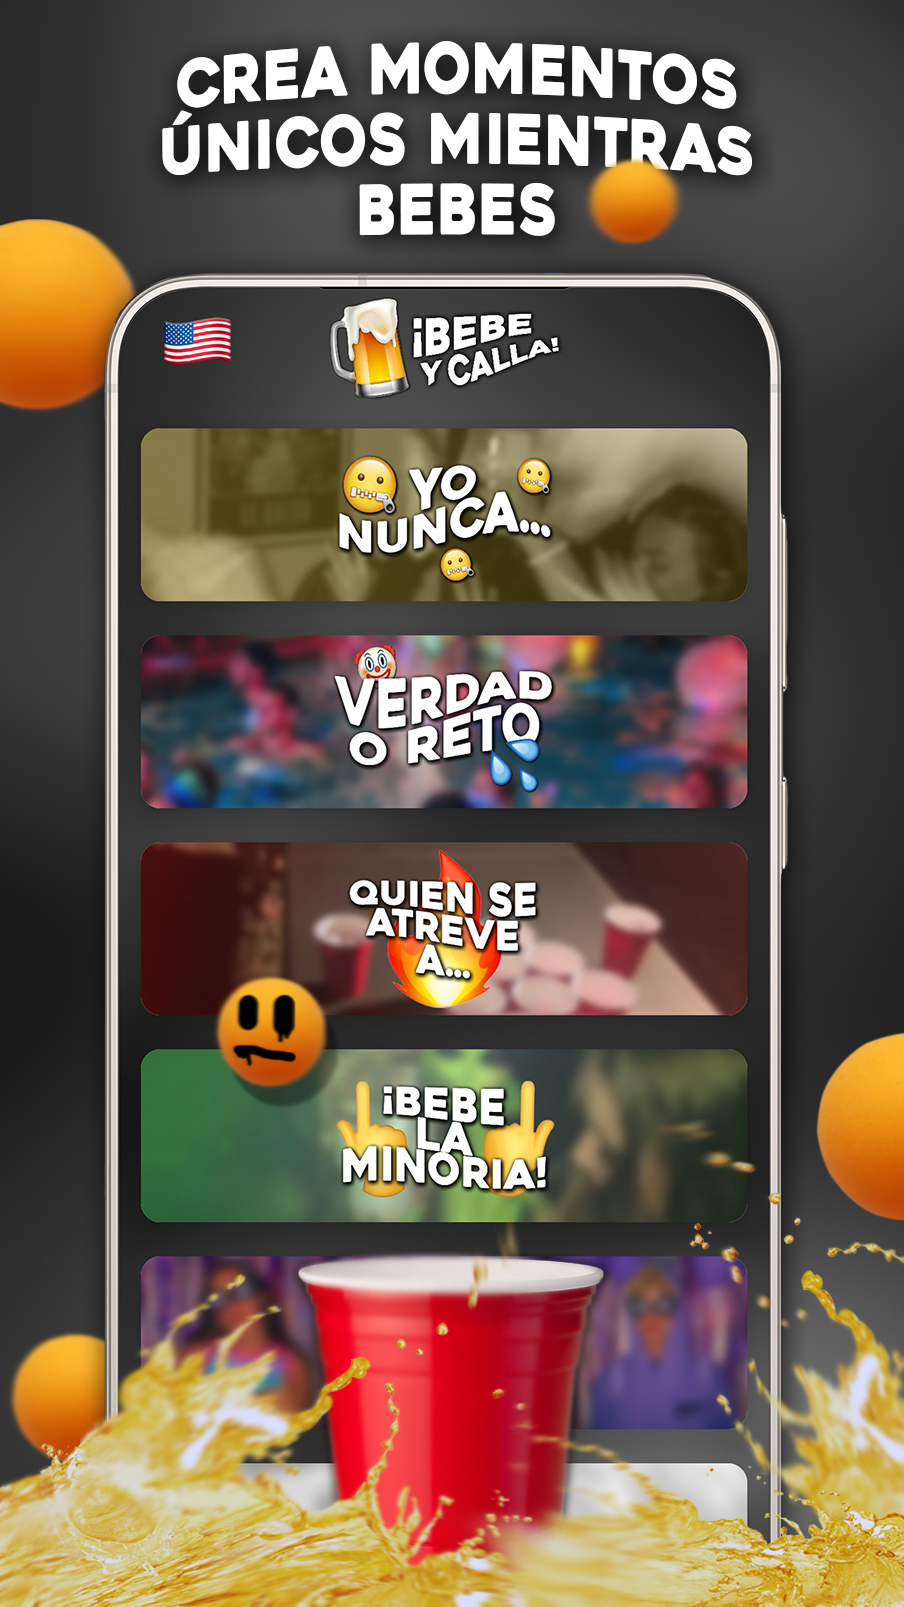 CREA MOMENTOS
ÚNICOS MIENTRAS
BEBES
¡BEBE
Y CALLA!
YO
NUNCA...
VERDAD
O RETO
QUIEN SE
ATREVE
A...
¡BEBE
LA
MINORIA!